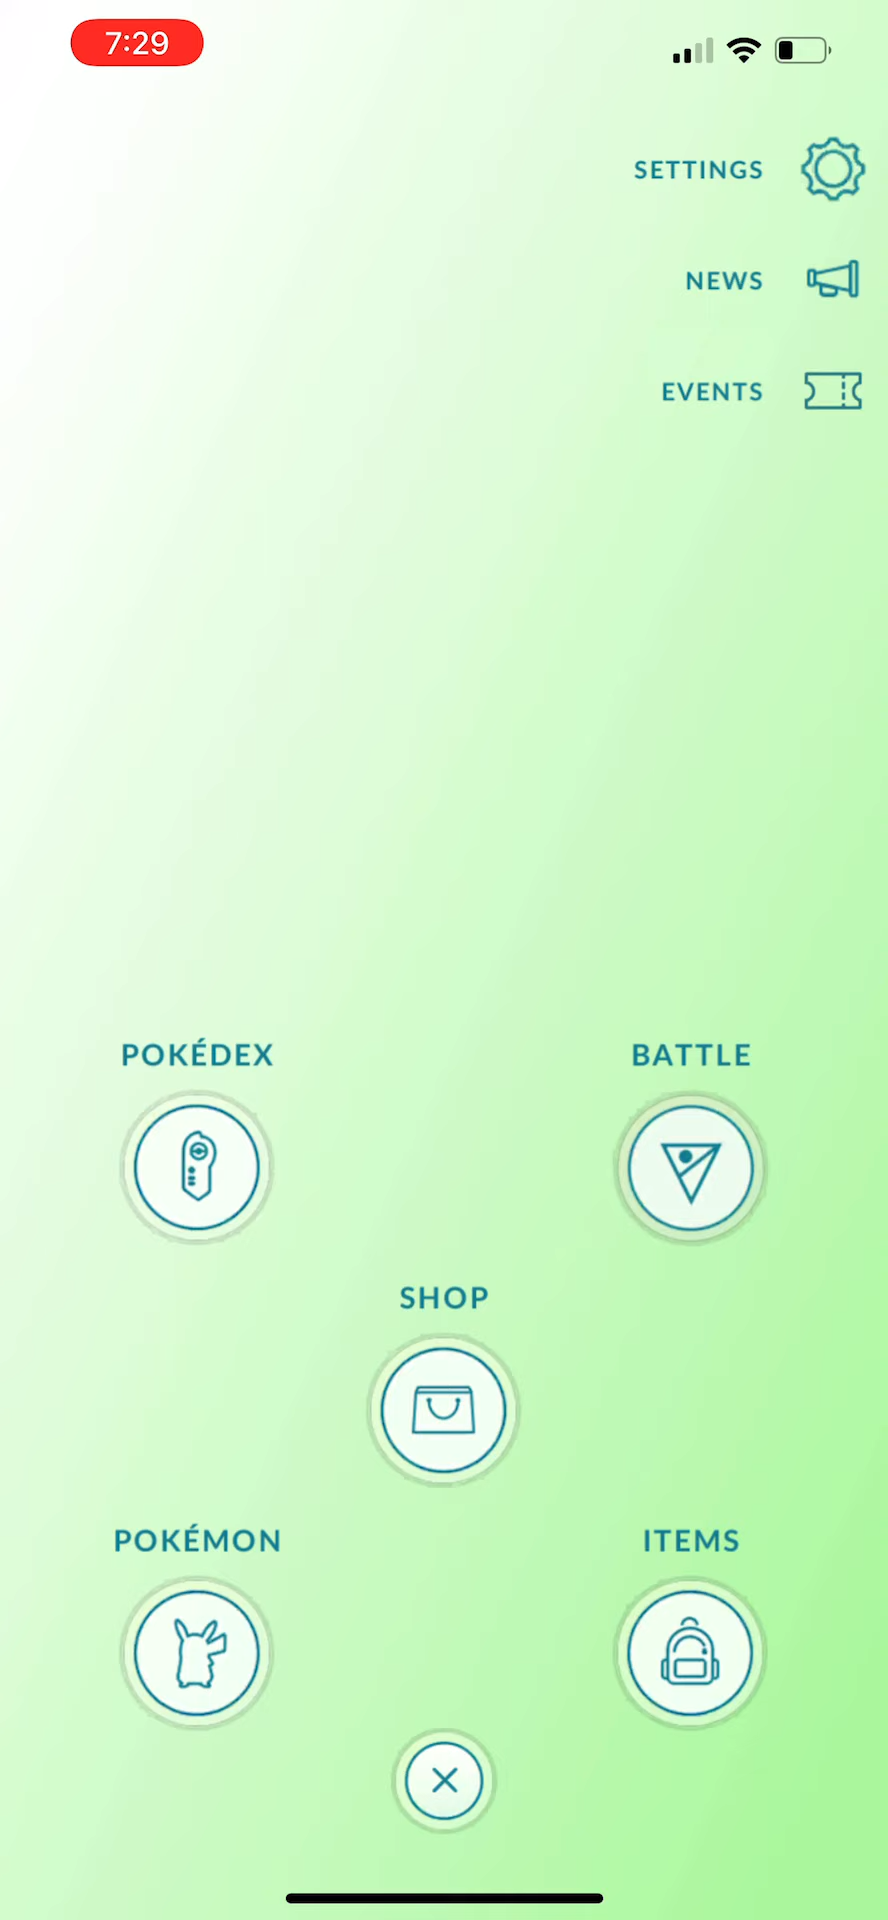 7:29
SETTINGS
NEWS
EVENTS
POKÉDEX
BATTLE
SHOP
POKÉMON
ITEMS